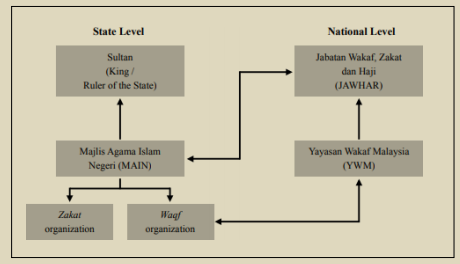 State Level
National Level
Sultan
(King /
Ruler of the State)
Jabatan Wakaf, Zakat
dan Haji
(JAWHAR)
Majlis Agama Islam
Negeri (MAIN)
Yayasan Wakaf Malaysia
(YWM)
Zakat
organization
Waqf
organization